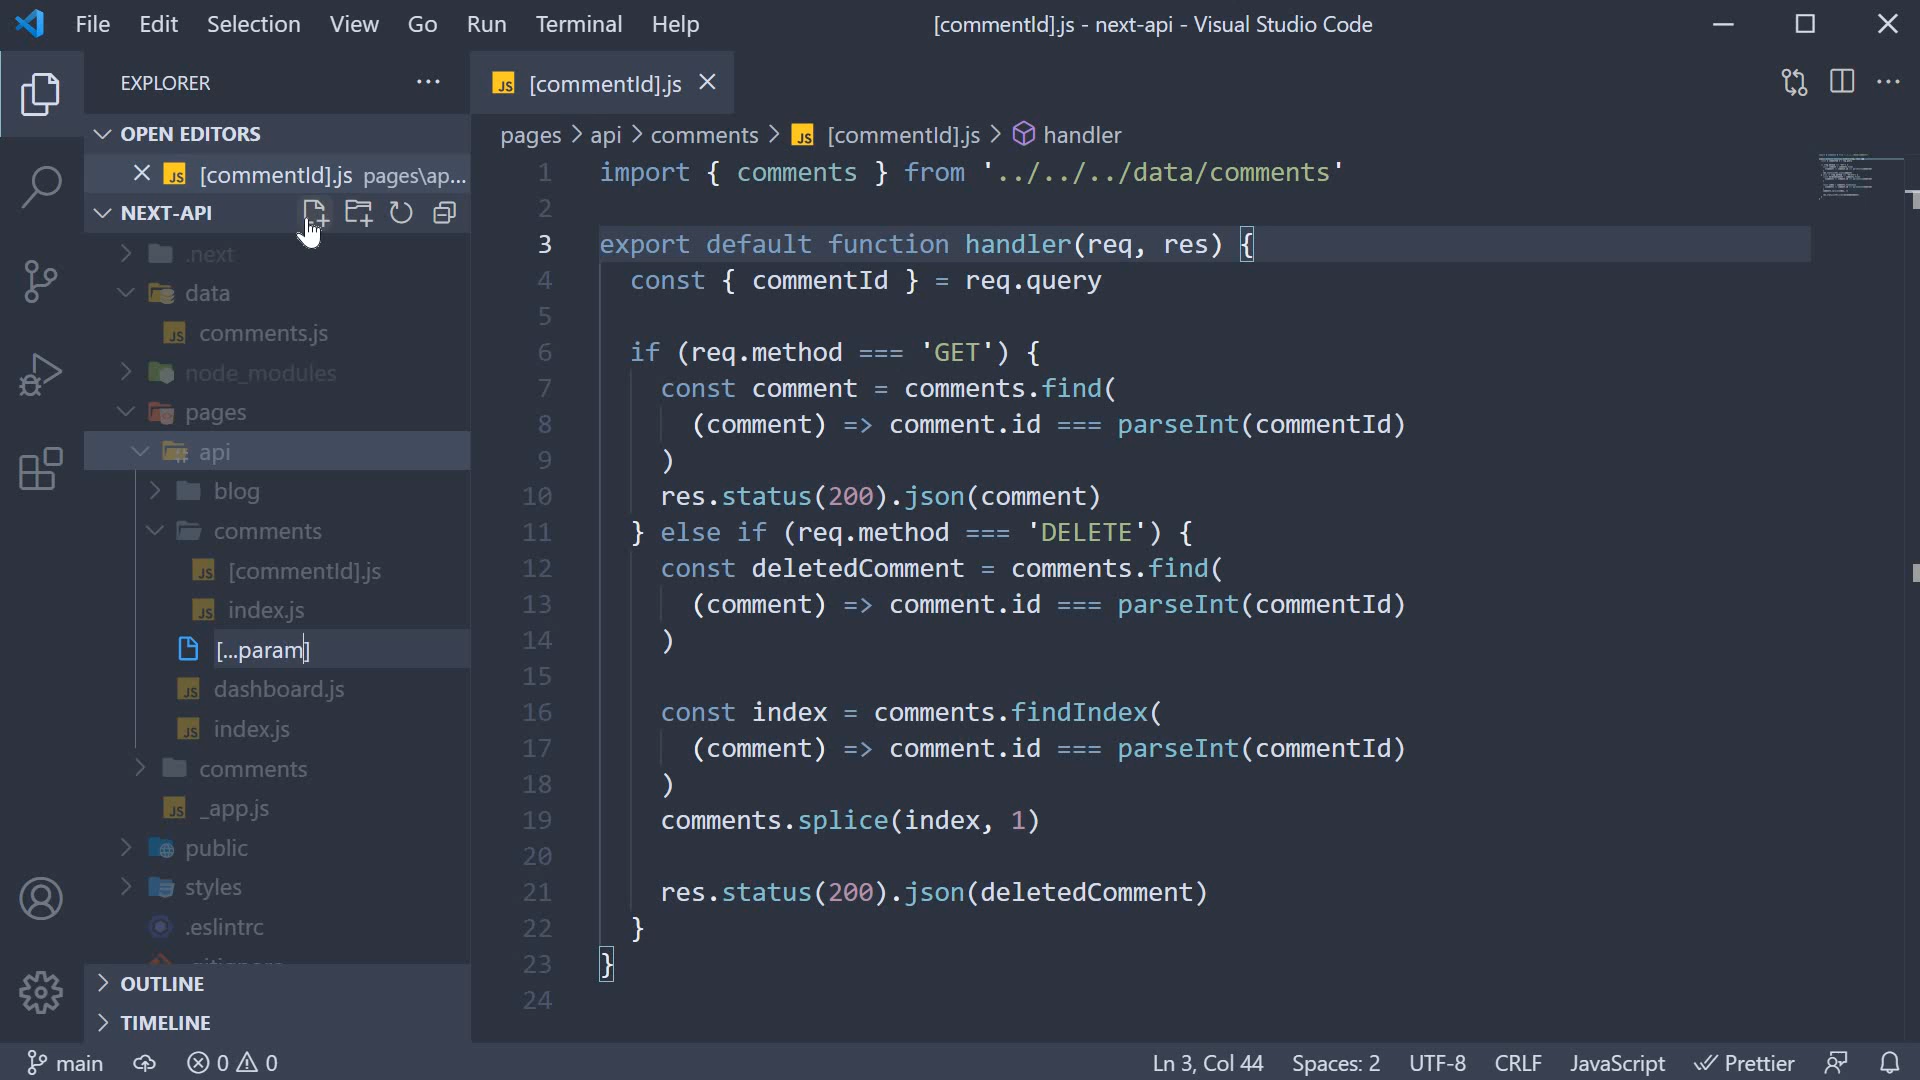 File Edit Selection View Go Run Terminal Help
[commentId].js - next-api - Visual Studio Code
EXPLORER
OPEN EDITORS
[commentId].js pages\ap...
NEXT-API
.next
data
comments.js
node_modules
pages
api
blog
comments
[commentId].js
index.js
[...param]
dashboard.js
index.js
comments
_app.js
public
styles
.eslintrc
.gitignore
OUTLINE
TIMELINE
[commentId].js
pages > api > comments > JS [commentId].js > handler
1 import { comments } from '../../../data/comments'
2
3 export default function handler(req, res) {
4 const { commentId } = req.query
5
6 if (req.method === 'GET') {
7 const comment = comments.find(
8 (comment) => comment.id === parseInt(commentId)
9 )
10 res.status(200).json(comment)
11 } else if (req.method === 'DELETE') {
12 const deletedComment = comments.find(
13 (comment) => comment.id === parseInt(commentId)
14 )
15
16 const index = comments.findIndex(
17 (comment) => comment.id === parseInt(commentId)
18 )
19 comments.splice(index, 1)
20
21 res.status(200).json(deletedComment)
22 }
23 }
24
main 0 0
Ln 3, Col 44 Spaces: 2 UTF-8 CRLF JavaScript Prettier